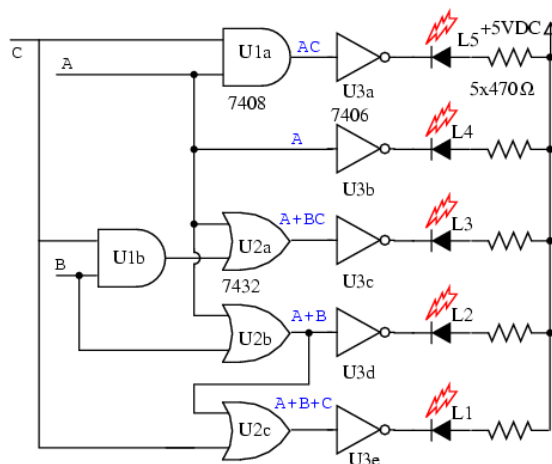 +5VDC
C
U1a
AC
L5
A
7408
U3a
7406
5x470Ω
A
L4
U3b
A+BC
L3
B
U1b
U2a
U3c
7432
A+B
L2
U2b
U3d
A+B+C
L1
U2c
U3e